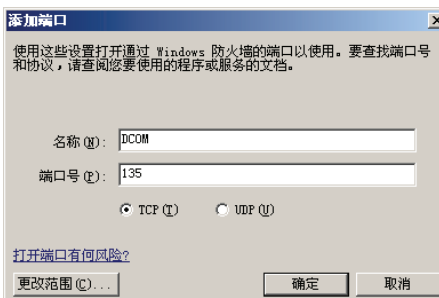 添加端口
使用这些设置打开通过 Windows 防火墙的端口以使用。要查找端口号
和协议，请查阅您要使用的程序或服务的文档。
名称(N): DCOM
端口号(P): 135
TCP(T) UDP(U)
打开端口有何风险?
更改范围(C)... 确定 取消